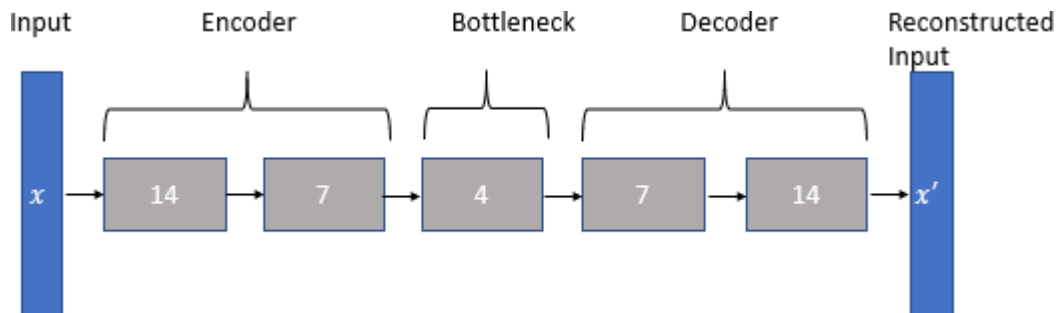 Input Encoder Bottleneck Decoder Reconstructed
Input
x 14 7 4 7 14 x′